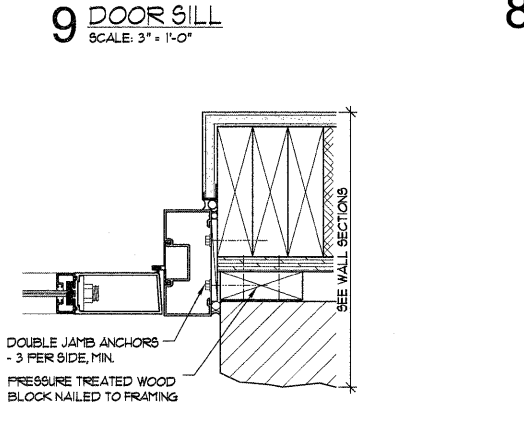 9 DOOR SILL
SCALE: 3" = 1'-0"
8
SEE WALL SECTIONS
DOUBLE JAMB ANCHORS
- 3 PER SIDE, MIN.
PRESSURE TREATED WOOD
BLOCK NAILED TO FRAMING